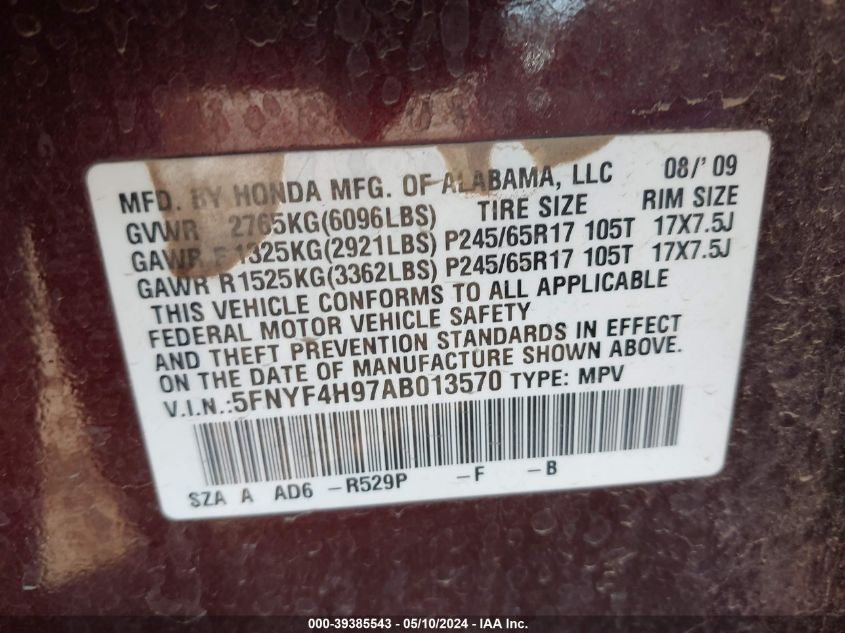 MFD. BY HONDA MFG. OF ALABAMA, LLC 08/'09
GVWR 2765KG(6096LBS) TIRE SIZE RIM SIZE
GAWR F1325KG(2921LBS) P245/65R17 105T 17X7.5J
GAWR R1525KG(3362LBS) P245/65R17 105T 17X7.5J
THIS VEHICLE CONFORMS TO ALL APPLICABLE
FEDERAL MOTOR VEHICLE SAFETY
AND THEFT PREVENTION STANDARDS IN EFFECT
ON THE DATE OF MANUFACTURE SHOWN ABOVE.
V.I.N.:5FNYF4H97AB013570 TYPE: MPV
SZA A AD6 -R529P -F -B
000-39385543 - 05/10/2024 - IAA Inc.